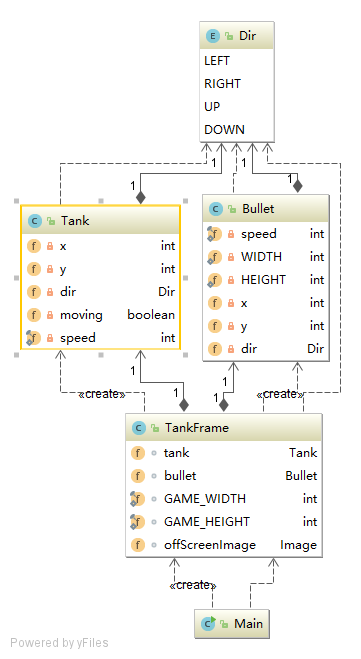 E Dir
LEFT
RIGHT
UP
DOWN
1 1
1 1
C Tank
f x int
f y int
f dir Dir
f moving boolean
f speed int
C Bullet
f speed int
f WIDTH int
f HEIGHT int
f x int
f y int
f dir Dir
1 1
«create» «create»
1 1
C TankFrame
f tank Tank
f bullet Bullet
f GAME_WIDTH int
f GAME_HEIGHT int
f offScreenImage Image
«create»
C Main
Powered by yFiles